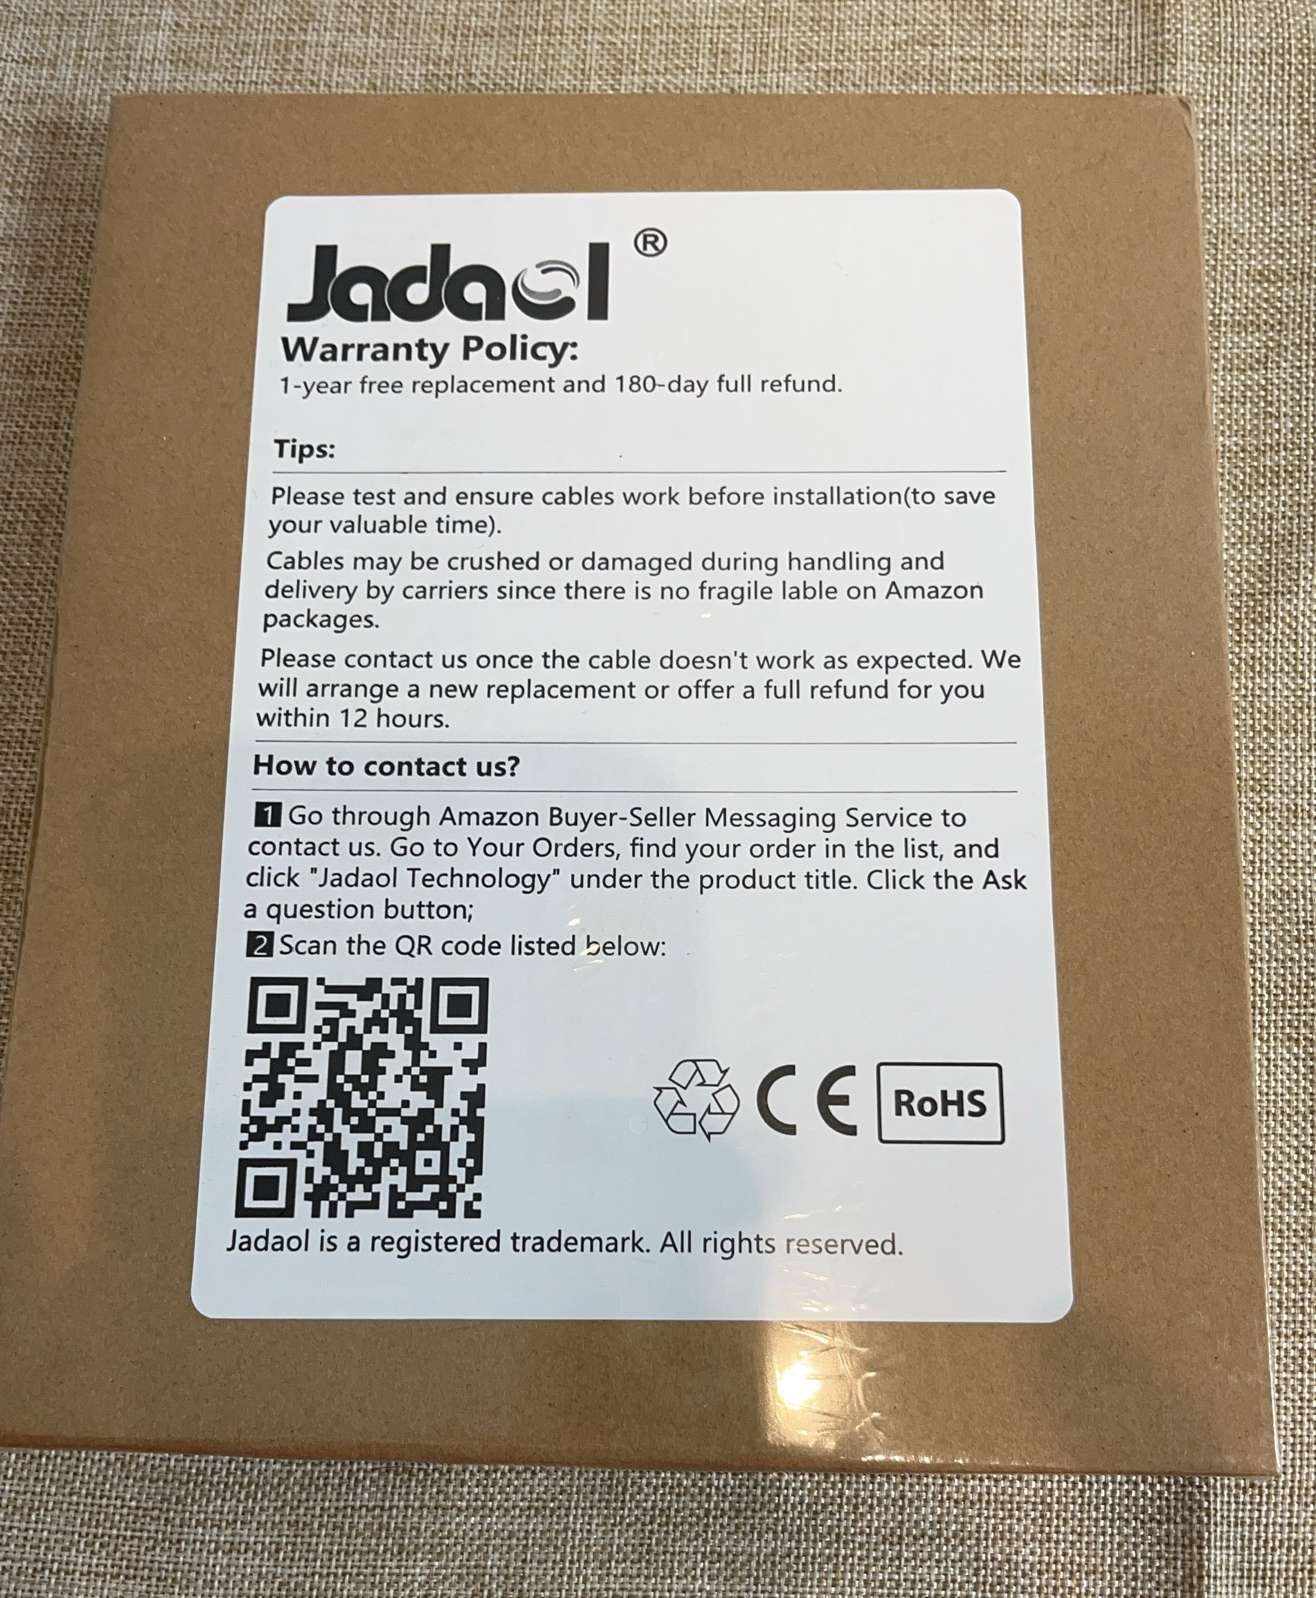 Jadaol ®
Warranty Policy:
1-year free replacement and 180-day full refund.
Tips:
Please test and ensure cables work before installation(to save
your valuable time).
Cables may be crushed or damaged during handling and
delivery by carriers since there is no fragile lable on Amazon
packages.
Please contact us once the cable doesn't work as expected. We
will arrange a new replacement or offer a full refund for you
within 12 hours.
How to contact us?
1 Go through Amazon Buyer-Seller Messaging Service to
contact us. Go to Your Orders, find your order in the list, and
click "Jadaol Technology" under the product title. Click the Ask
a question button;
2 Scan the QR code listed below:
CE RoHS
Jadaol is a registered trademark. All rights reserved.